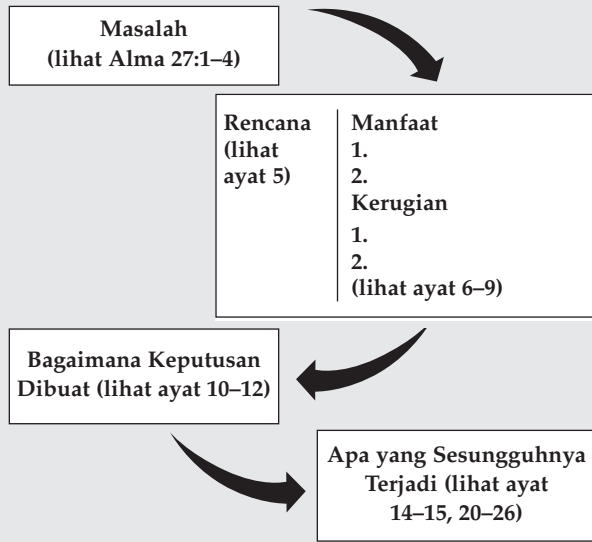 Masalah
(lihat Alma 27:1–4)
Rencana
(lihat
ayat 5)
Manfaat
1.
2.
Kerugian
1.
2.
(lihat ayat 6–9)
Bagaimana Keputusan
Dibuat (lihat ayat 10–12)
Apa yang Sesungguhnya
Terjadi (lihat ayat
14–15, 20–26)